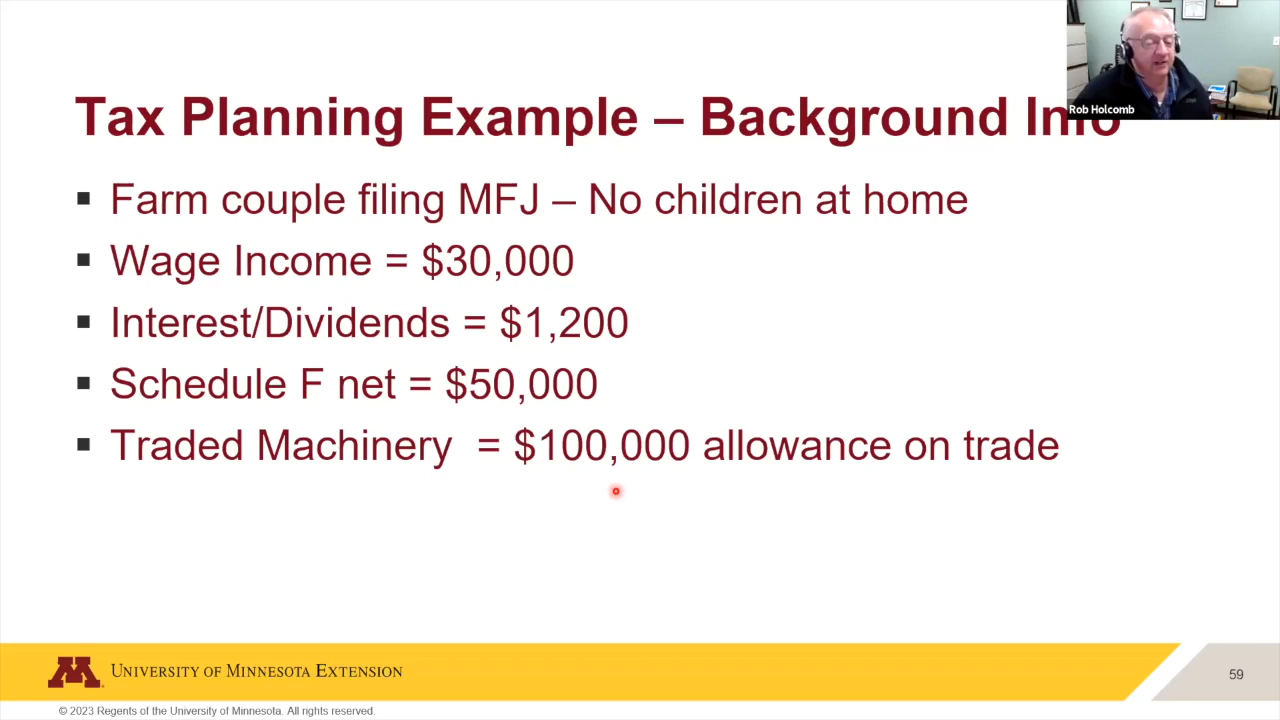 Rob Holcomb
Tax Planning Example – Background Info
▪ Farm couple filing MFJ – No children at home
▪ Wage Income = $30,000
▪ Interest/Dividends = $1,200
▪ Schedule F net = $50,000
▪ Traded Machinery = $100,000 allowance on trade
M UNIVERSITY OF MINNESOTA EXTENSION
59
© 2023 Regents of the University of Minnesota. All rights reserved.